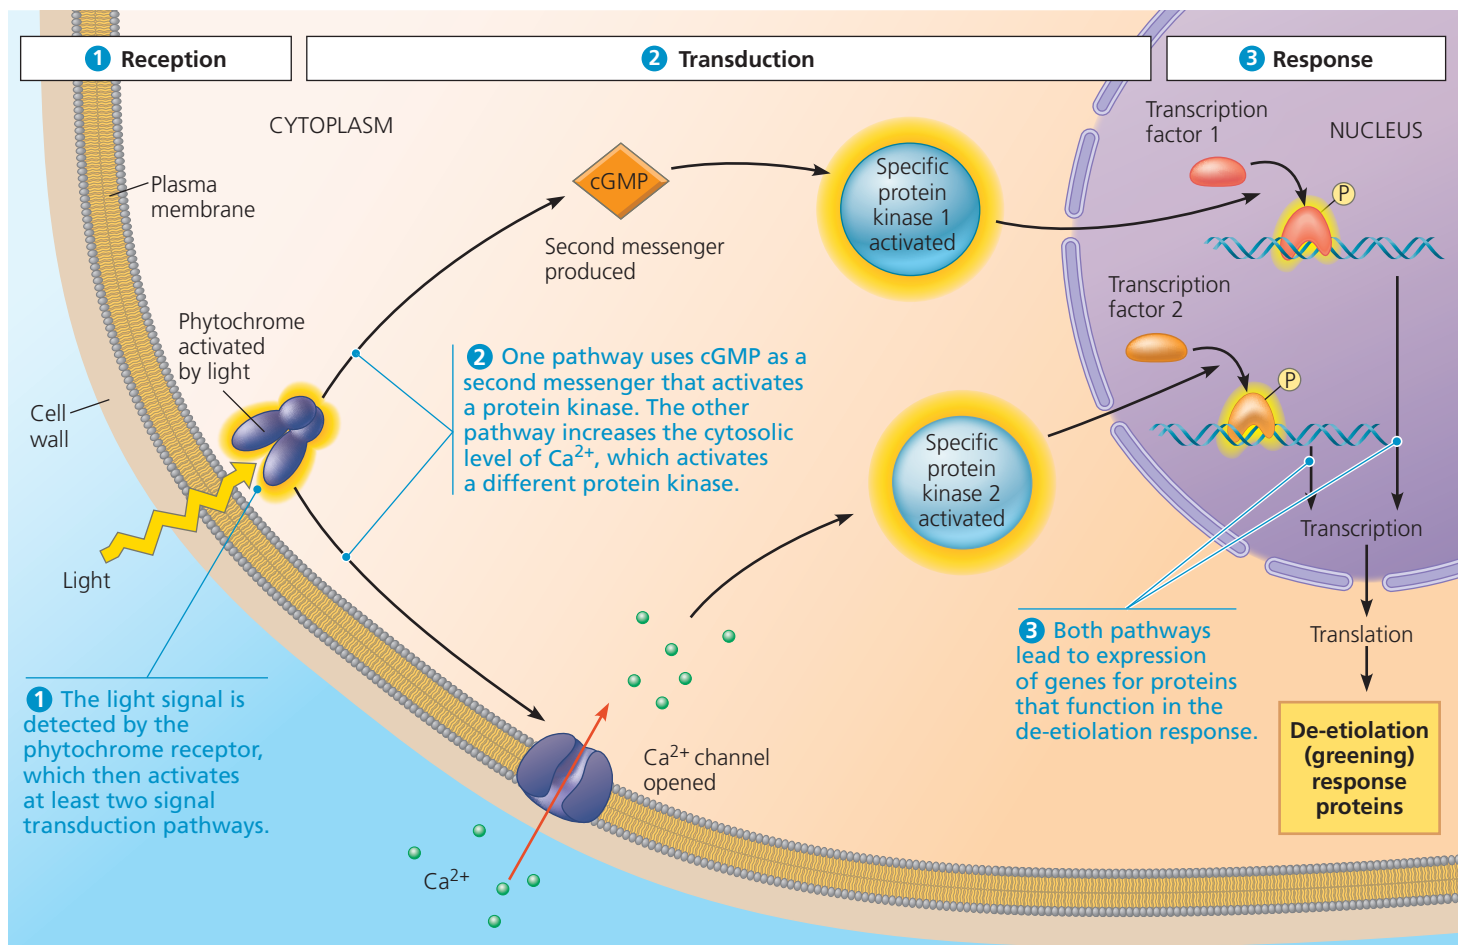 1 Reception
2 Transduction
3 Response
CYTOPLASM
NUCLEUS
Plasma
membrane
Cell
wall
Phytochrome
activated
by light
Light
1 The light signal is
detected by the
phytochrome receptor,
which then activates
at least two signal
transduction pathways.
cGMP
Second messenger
produced
Specific
protein
kinase 1
activated
2 One pathway uses cGMP as a
second messenger that activates
a protein kinase. The other
pathway increases the cytosolic
level of Ca2+, which activates
a different protein kinase.
Specific
protein
kinase 2
activated
Ca2+ channel
opened
Ca2+
Transcription
factor 1
P
Transcription
factor 2
P
Transcription
3 Both pathways
lead to expression
of genes for proteins
that function in the
de-etiolation response.
Translation
De-etiolation
(greening)
response
proteins